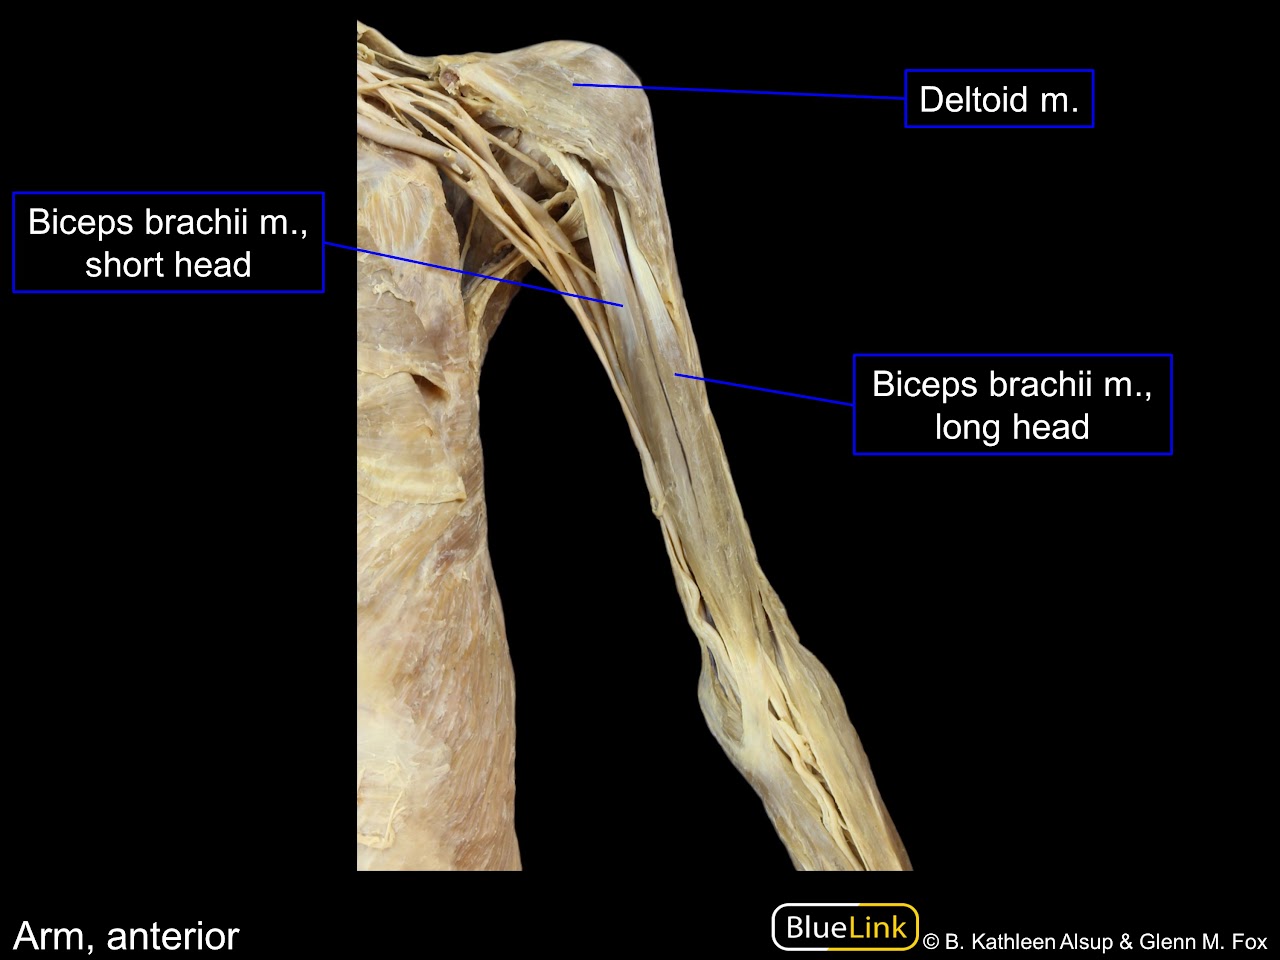 Deltoid m.
Biceps brachii m.,
short head
Biceps brachii m.,
long head
Arm, anterior
BlueLink
© B. Kathleen Alsup & Glenn M. Fox